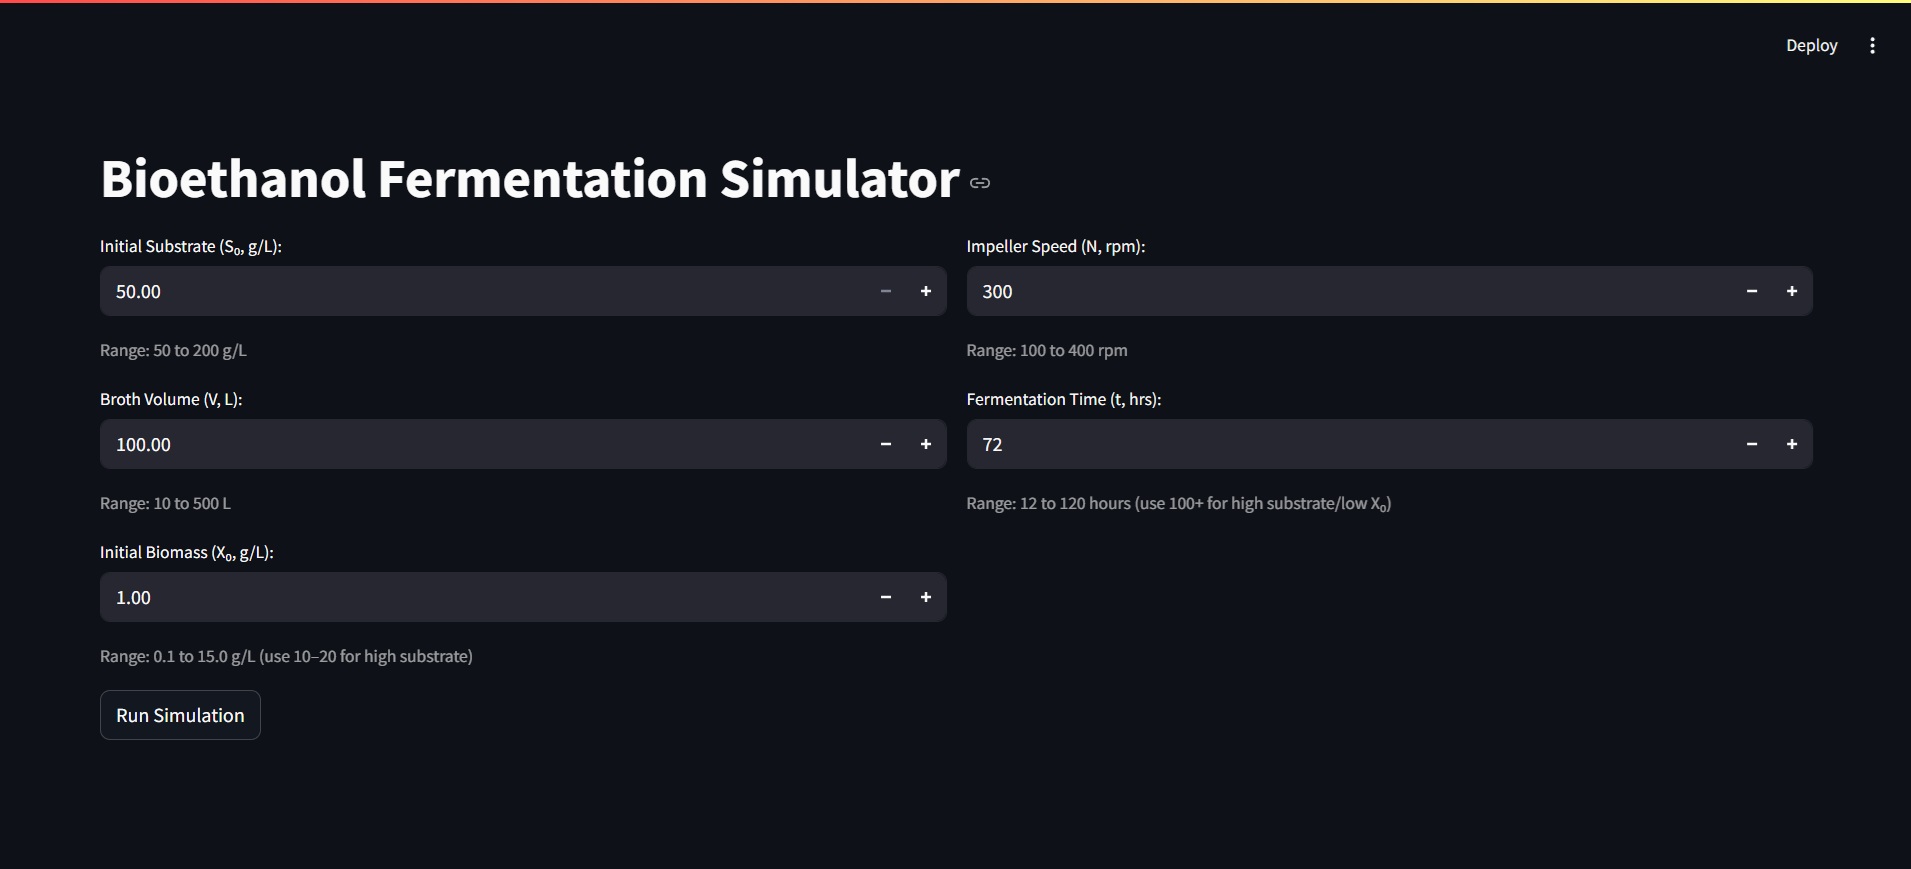 Deploy
Bioethanol Fermentation Simulator
Initial Substrate (S₀, g/L):
50.00
Range: 50 to 200 g/L
Impeller Speed (N, rpm):
300
Range: 100 to 400 rpm
Broth Volume (V, L):
100.00
Range: 10 to 500 L
Fermentation Time (t, hrs):
72
Range: 12 to 120 hours (use 100+ for high substrate/low X₀)
Initial Biomass (X₀, g/L):
1.00
Range: 0.1 to 15.0 g/L (use 10–20 for high substrate)
Run Simulation